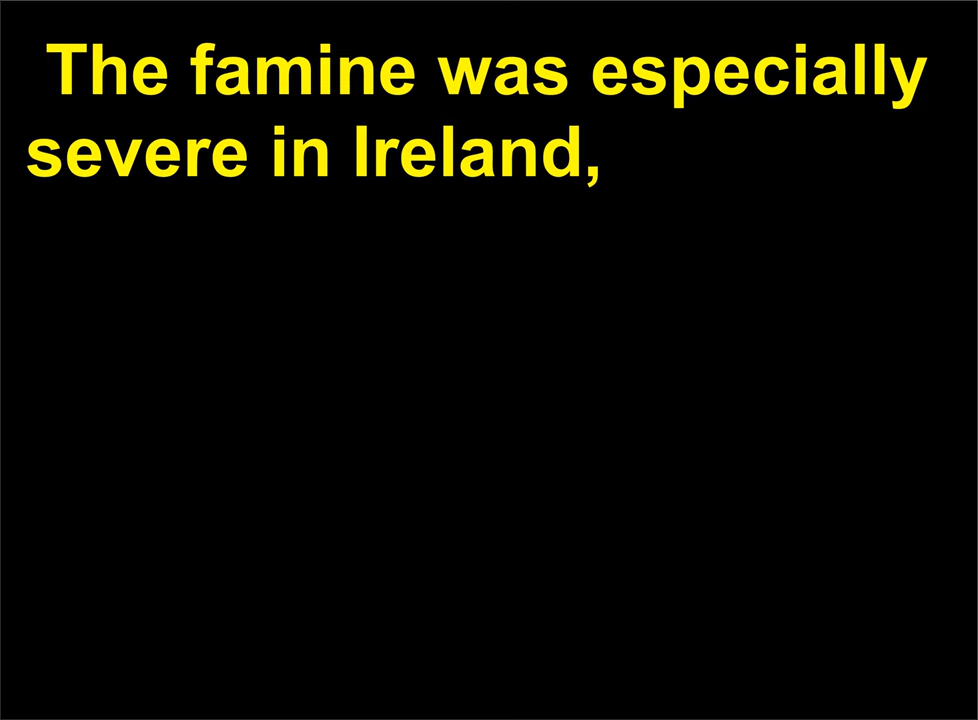 The famine was especially
severe in Ireland,